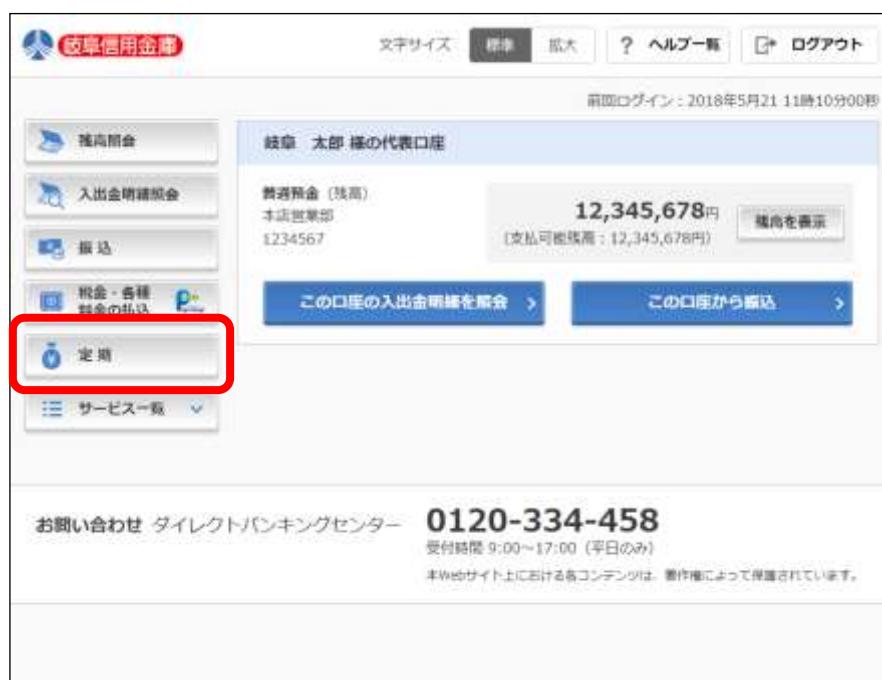 岐阜信用金庫
文字サイズ 標準 拡大 ? ヘルプ一覧 ログアウト
前回ログイン：2018年5月21 11時10分00秒
残高照会
岐阜 太郎 様の代表口座
入出金明細照会
普通預金（残高）
本店営業部
1234567
12,345,678円
（支払可能残高：12,345,678円）
残高を表示
振込
税金・各種
料金の払込
この口座の入出金明細を照会
この口座から振込
定期
サービス一覧
お問い合わせ ダイレクトバンキングセンター
0120-334-458
受付時間 9:00～17:00（平日のみ）
本Webサイト上における各コンテンツは、著作権によって保護されています。